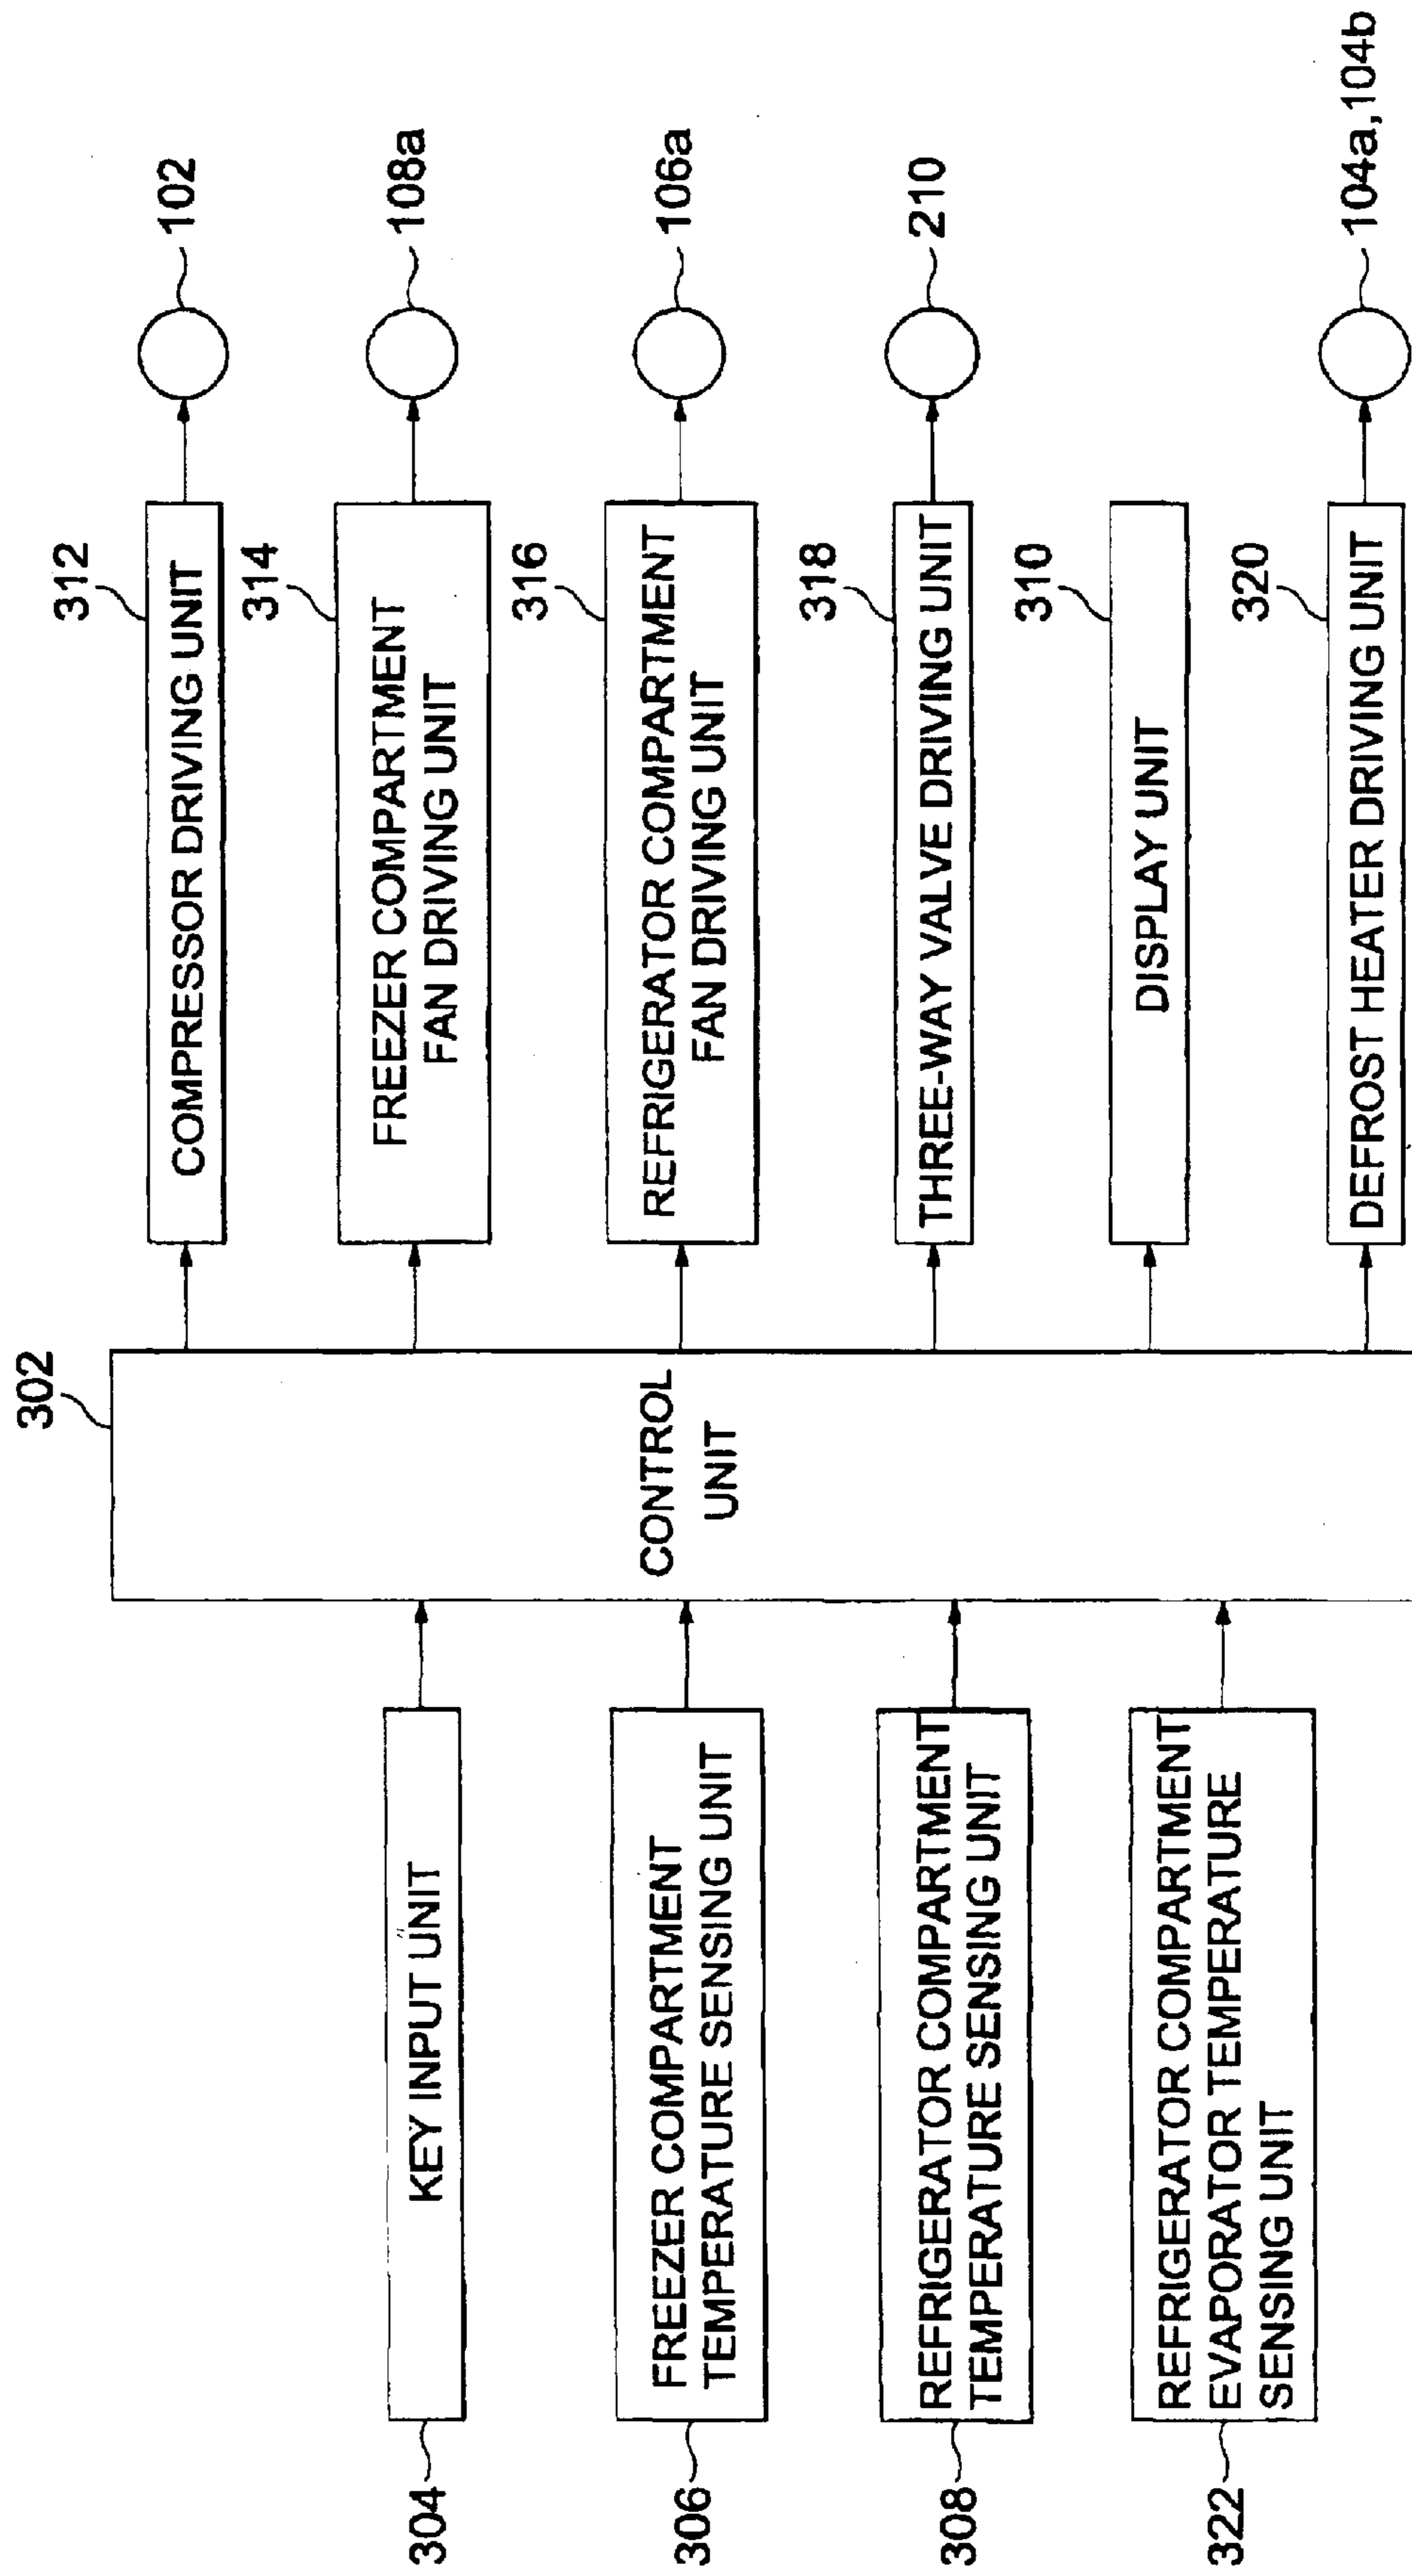 304
KEY INPUT UNIT
306
FREEZER COMPARTMENT
TEMPERATURE SENSING UNIT
308
REFRIGERATOR COMPARTMENT
TEMPERATURE SENSING UNIT
322
REFRIGERATOR COMPARTMENT
EVAPORATOR TEMPERATURE
SENSING UNIT
302
CONTROL
UNIT
312
COMPRESSOR DRIVING UNIT
102
314
FREEZER COMPARTMENT
FAN DRIVING UNIT
108a
316
REFRIGERATOR COMPARTMENT
FAN DRIVING UNIT
106a
318
THREE-WAY VALVE DRIVING UNIT
210
310
DISPLAY UNIT
320
DEFROST HEATER DRIVING UNIT
104a,104b